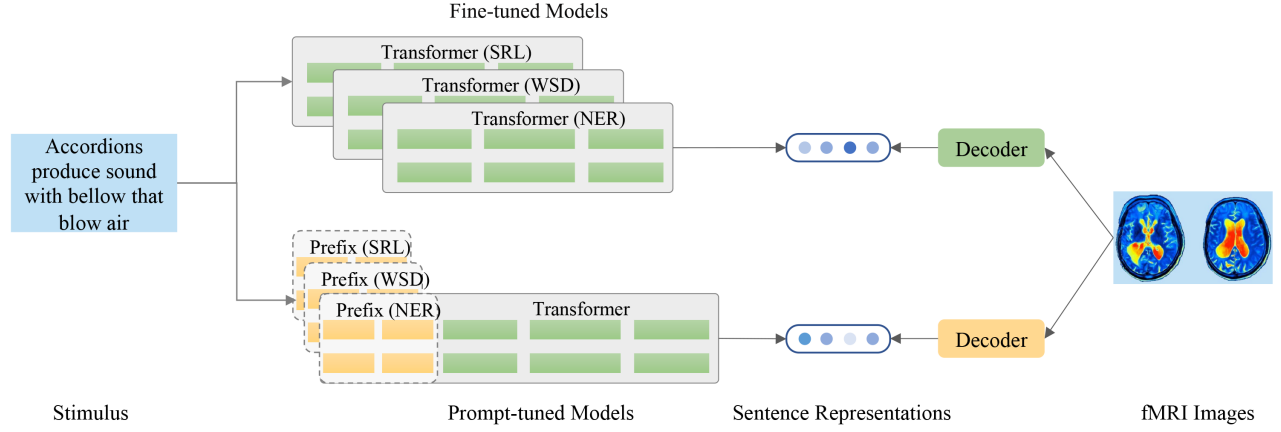 Fine-tuned Models
Transformer (SRL)
Transformer (WSD)
Transformer (NER)
Accordions
produce sound
with bellow that
blow air
Decoder
Prefix (SRL)
Prefix (WSD)
Prefix (NER)
Transformer
Decoder
Stimulus
Prompt-tuned Models
Sentence Representations
fMRI Images